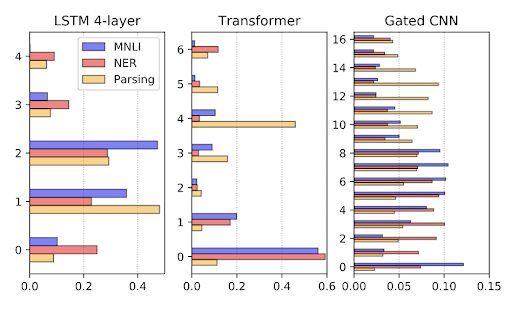 LSTM 4-layer
MNLI
NER
Parsing
4
3
2
1
0
0.0 0.2 0.4
Transformer
6
5
4
3
2
1
0
0.0 0.2 0.4 0.6
Gated CNN
16
14
12
10
8
6
4
2
0
0.00 0.05 0.10 0.15